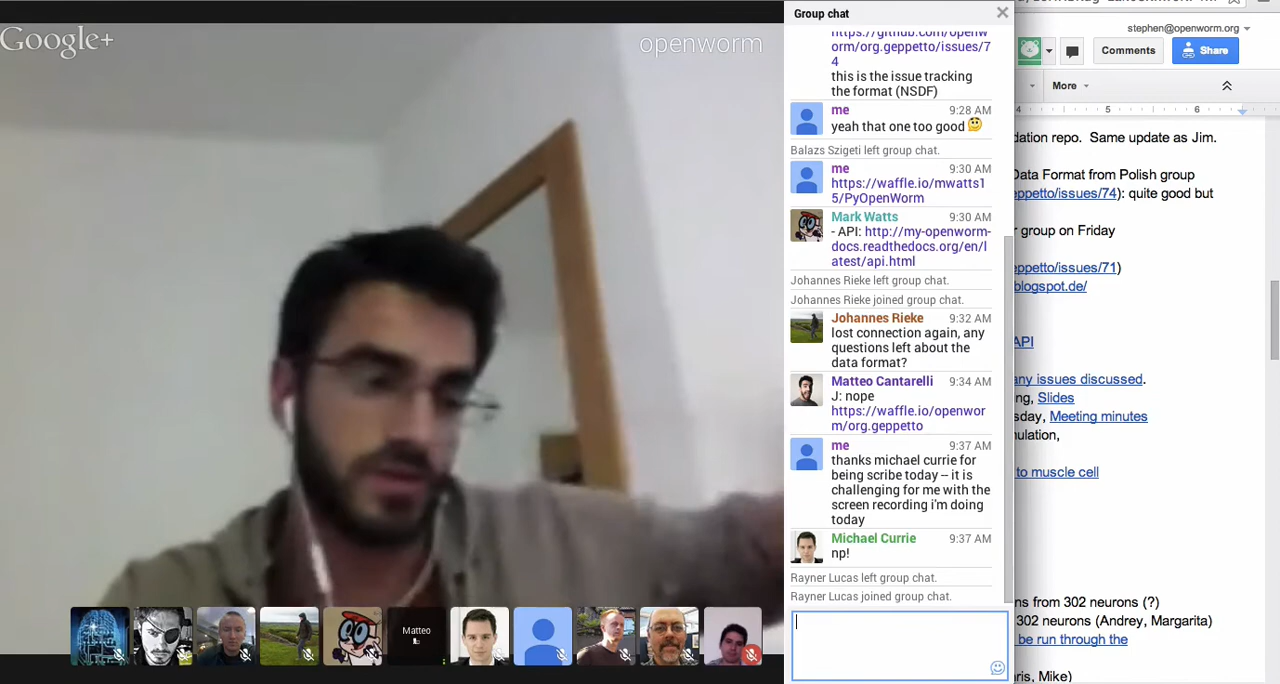 Google+
openworm
Matteo
Group chat
https://github.com/openw
orm/org.geppetto/issues/7
4
this is the issue tracking
the format (NSDF)
me 9:28 AM
yeah that one too good
Balazs Szigeti left group chat.
me 9:30 AM
https://waffle.io/mwatts1
5/PyOpenWorm
Mark Watts 9:30 AM
- API: http://my-openworm-
docs.readthedocs.org/en/l
atest/api.html
Johannes Rieke left group chat.
Johannes Rieke joined group chat.
Johannes Rieke 9:32 AM
lost connection again, any
questions left about the
data format?
Matteo Cantarelli 9:34 AM
J: nope
https://waffle.io/openwor
m/org.geppetto
me 9:37 AM
thanks michael currie for
being scribe today -- it is
challenging for me with the
screen recording i'm doing
today
Michael Currie 9:37 AM
np!
Rayner Lucas left group chat.
Rayner Lucas joined group chat.
stephen@openworm.org
Comments
Share
More
4 5 6
dation repo. Same update as Jim.
Data Format from Polish group
eppetto/issues/74): quite good but
r group on Friday
eppetto/issues/71)
blogspot.de/
API
any issues discussed.
ng, Slides
sday, Meeting minutes
nulation,
to muscle cell
ns from 302 neurons (?)
302 neurons (Andrey, Margarita)
be run through the
ris, Mike)